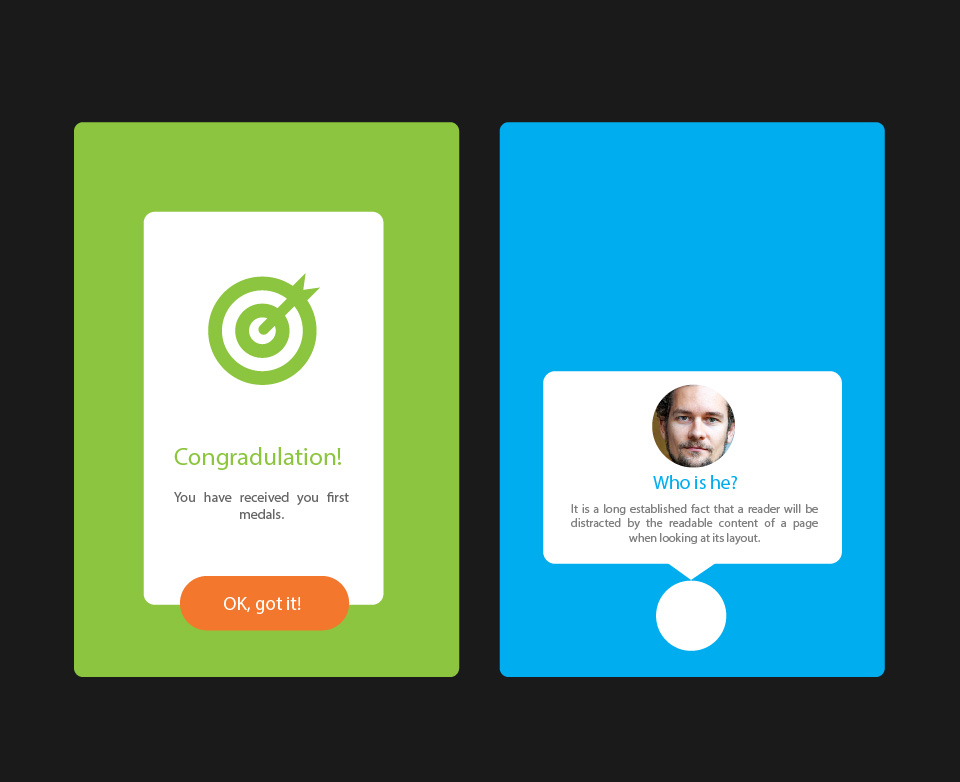 Congradulation!
You have received you first
medals.
OK, got it!
Who is he?
It is a long established fact that a reader will be
distracted by the readable content of a page
when looking at its layout.